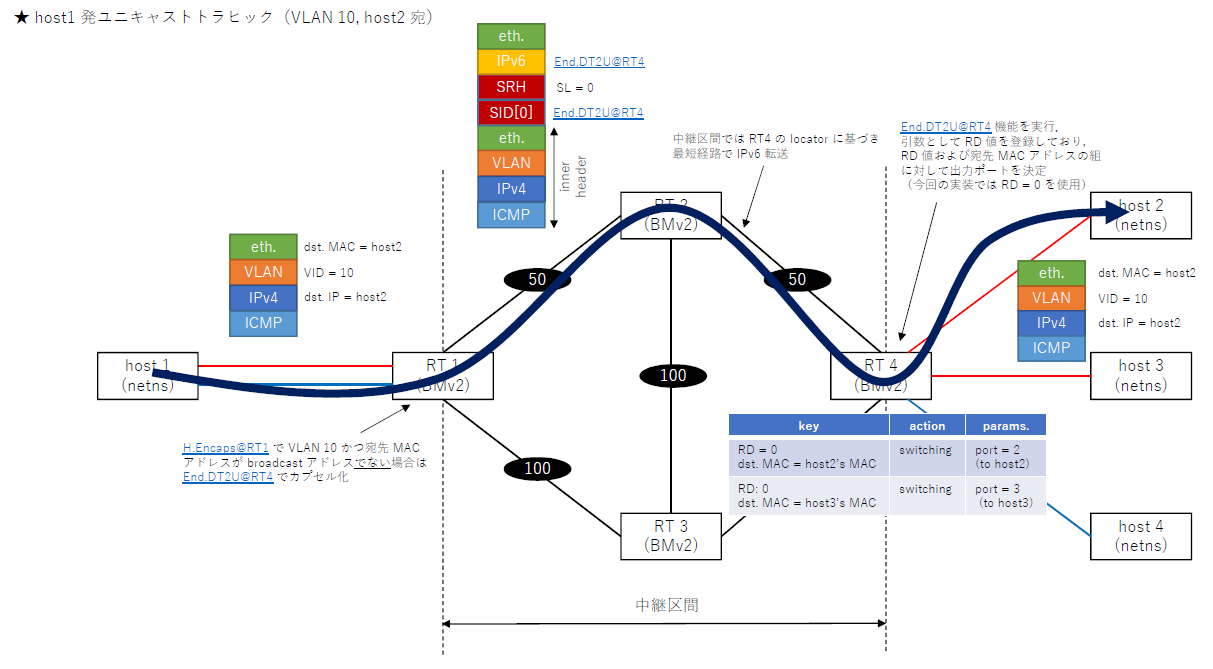 ★ host1 発ユニキャストトラヒック（VLAN 10, host2 宛）
eth.
IPv6
End.DT2U@RT4
SRH
SL = 0
SID[0]
End.DT2U@RT4
eth.
VLAN
IPv4
ICMP
inner
header
中継区間では RT4 の locator に基づき
最短経路で IPv6 転送
End.DT2U@RT4 機能を実行,
引数として RD 値を登録しており,
RD 値および宛先 MAC アドレスの組
に対して出力ポートを決定
（今回の実装では RD = 0 を使用）
eth.
dst. MAC = host2
VLAN
VID = 10
IPv4
dst. IP = host2
ICMP
RT 2
(BMv2)
host 2
(netns)
50
50
eth.
dst. MAC = host2
VLAN
VID = 10
IPv4
dst. IP = host2
ICMP
host 1
(netns)
RT 1
(BMv2)
100
RT 4
(BMv2)
host 3
(netns)
H.Encaps@RT1 で VLAN 10 かつ宛先 MAC
アドレスが broadcast アドレスでない場合は
End.DT2U@RT4 でカプセル化
100
key
action
params.
RD = 0
dst. MAC = host2's MAC
switching
port = 2
(to host2)
RD: 0
dst. MAC = host3's MAC
switching
port = 3
(to host3)
RT 3
(BMv2)
host 4
(netns)
中継区間